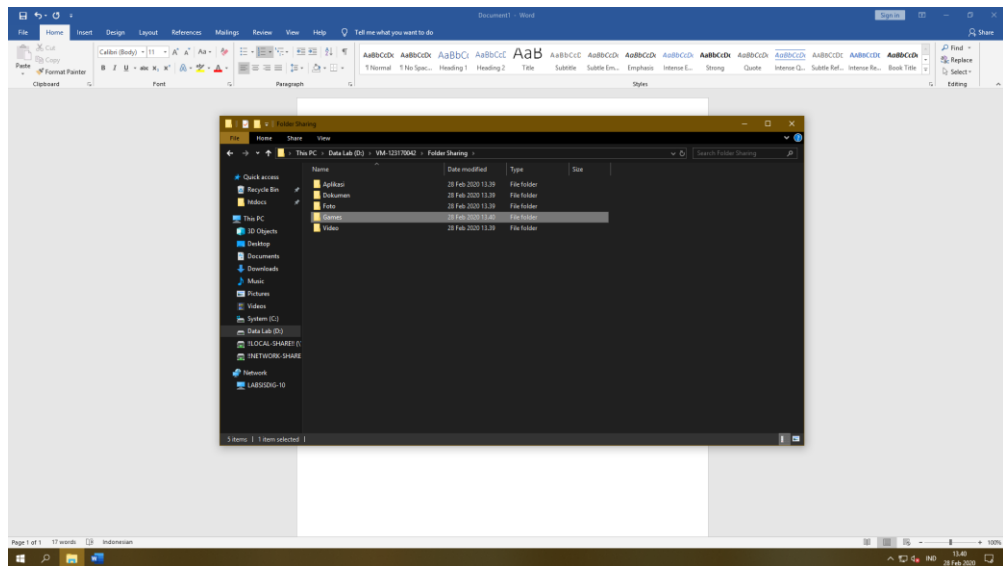 Document1 - Word
Sign in
File Home Insert Design Layout References Mailings Review View Help Tell me what you want to do
Share
Paste
Cut
Copy
Format Painter
Calibri (Body) 11
AaBbCcDc AaBbCcDc AaBbCc AaBbCcC AaB AaBbCcC AaBbCcDc AaBbCcDc AaBbCcDc AaBbCcDc AaBbCcDc AaBbCcDc AaBbCcDc AaBbCcDc AaBbCcDc
¶ Normal ¶ No Spac... Heading 1 Heading 2 Title Subtitle Subtle Em... Emphasis Intense E... Strong Quote Intense Q... Subtle Ref... Intense Re... Book Title
Find
Replace
Select
Clipboard Font Paragraph Styles Editing
Folder Sharing
File Home Share View
This PC › Data Lab (D:) › VM-123170042 › Folder Sharing ›
Search Folder Sharing
Name Date modified Type Size
Aplikasi 28 Feb 2020 13.39 File folder
Dokumen 28 Feb 2020 13.39 File folder
Foto 28 Feb 2020 13.39 File folder
Games 28 Feb 2020 13.40 File folder
Video 28 Feb 2020 13.39 File folder
Quick access
Recycle Bin
htdocs
This PC
3D Objects
Desktop
Documents
Downloads
Music
Pictures
Videos
System (C:)
Data Lab (D:)
!!LOCAL-SHARE!! (\
!!NETWORK-SHARE
Network
LABSISDIG-10
5 items 1 item selected
Page 1 of 1 17 words Indonesian
100%
IND
13.40
28 Feb 2020